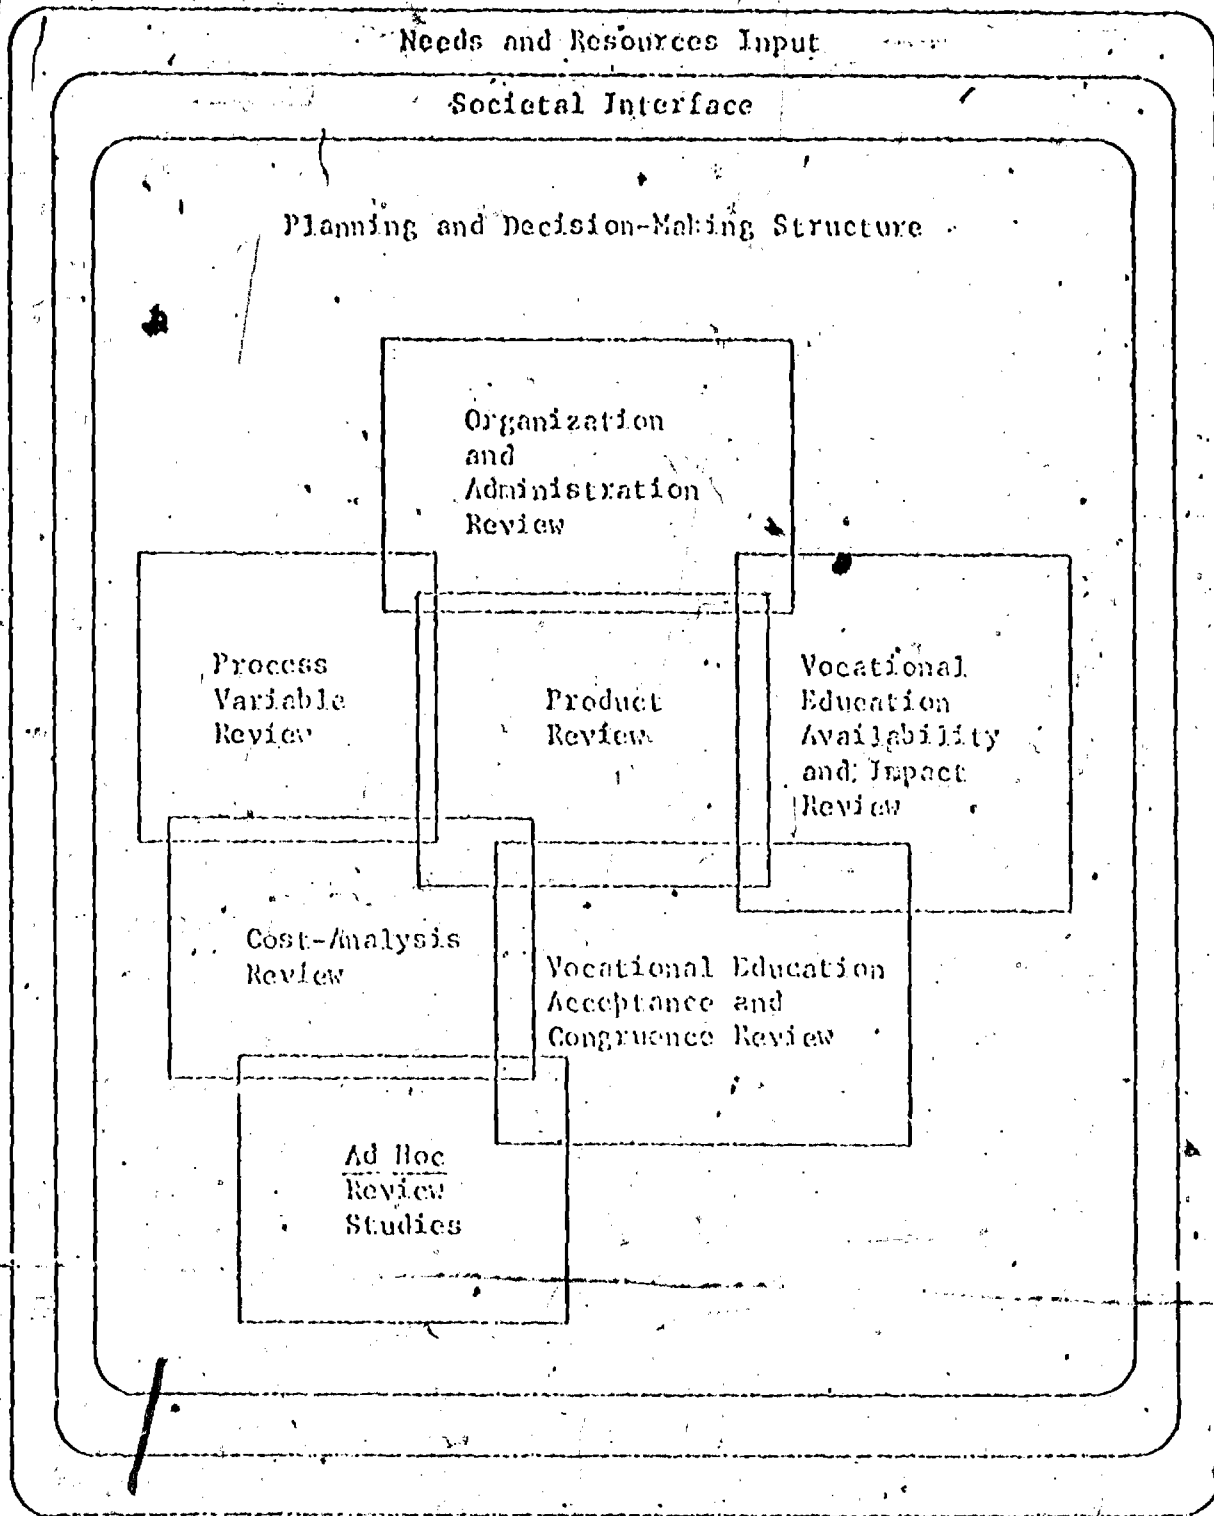 Needs and Resources Input
Societal Interface
Planning and Decision-Making Structure
Organization
and
Administration
Review
Process
Variable
Review
Product
Review
Vocational
Education
Availability
and Impact
Review
Cost-Analysis
Review
Vocational Education
Acceptance and
Congruence Review
Ad Hoc
Review
Studies